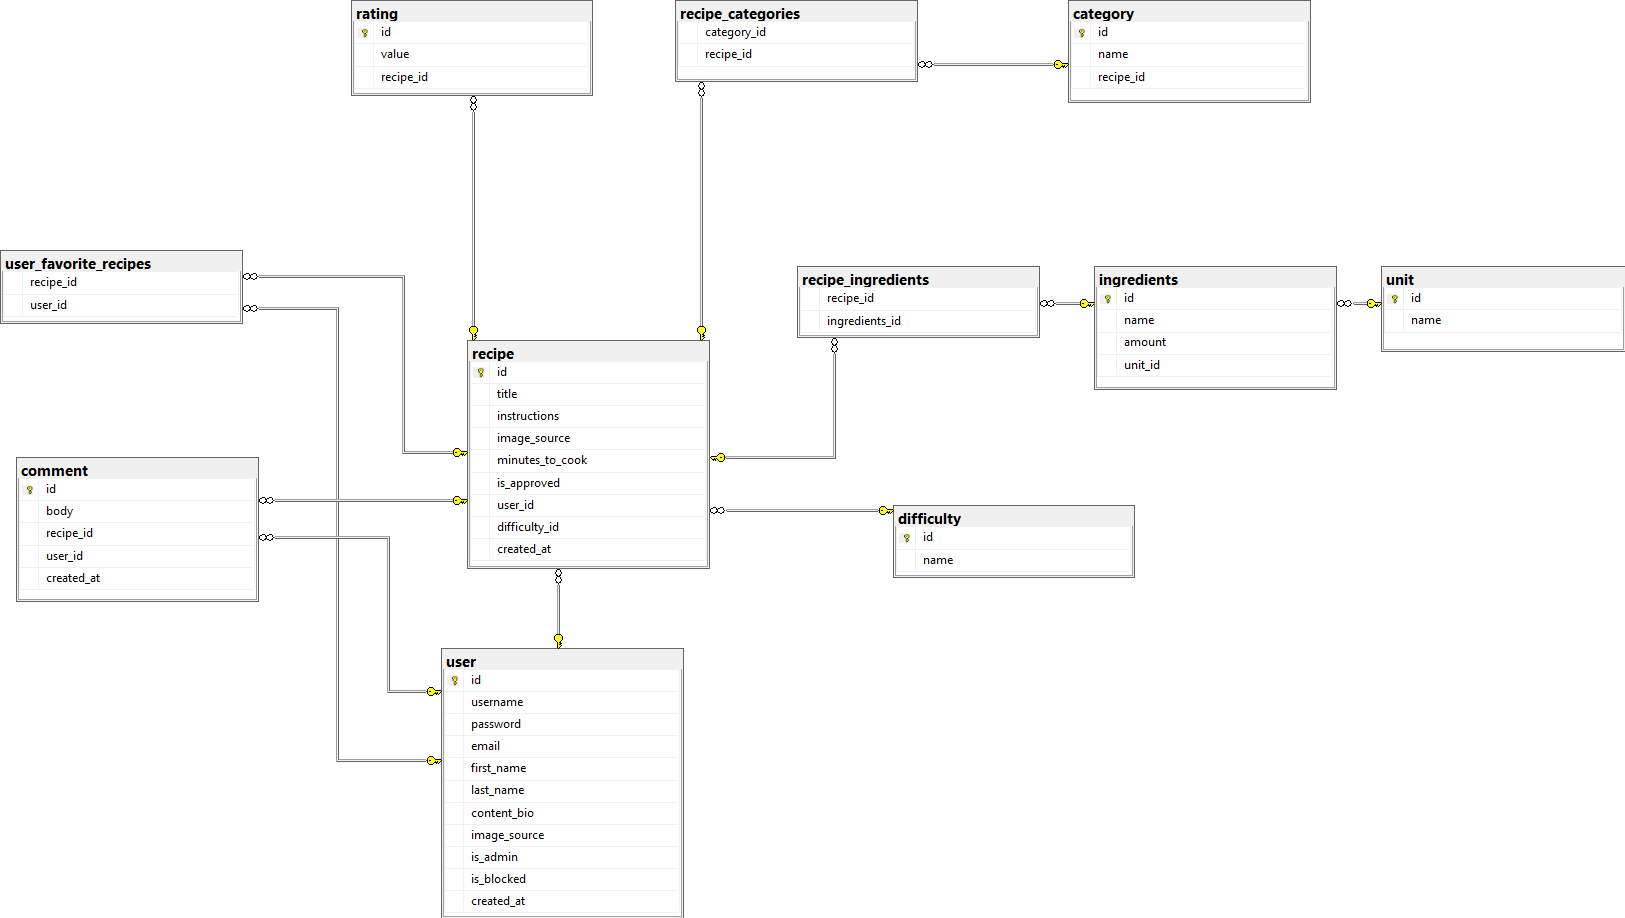 rating
id
value
recipe_id
recipe_categories
category_id
recipe_id
category
id
name
recipe_id
user_favorite_recipes
recipe_id
user_id
recipe_ingredients
recipe_id
ingredients_id
ingredients
id
name
amount
unit_id
unit
id
name
recipe
id
title
instructions
image_source
minutes_to_cook
is_approved
user_id
difficulty_id
created_at
comment
id
body
recipe_id
user_id
created_at
difficulty
id
name
user
id
username
password
email
first_name
last_name
content_bio
image_source
is_admin
is_blocked
created_at